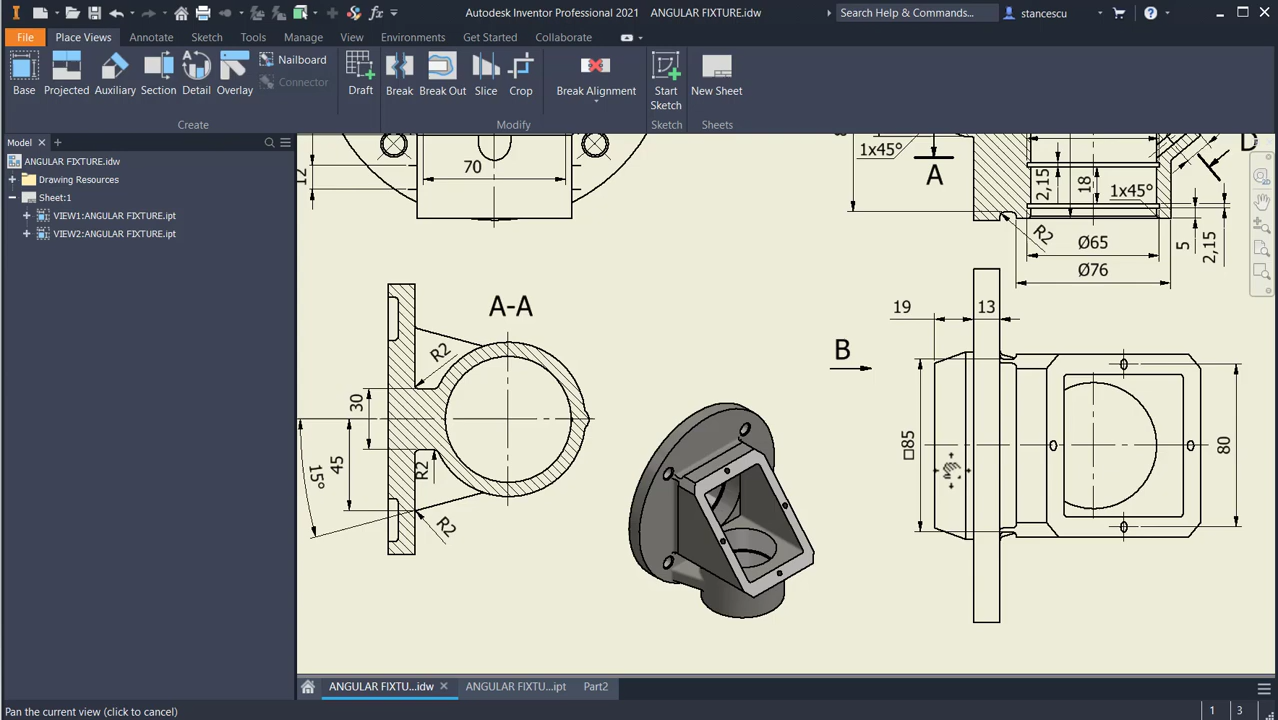 Autodesk Inventor Professional 2021 ANGULAR FIXTURE.idw
Search Help & Commands...
stancescu
File Place Views Annotate Sketch Tools Manage View Environments Get Started Collaborate
Base
Projected
Auxiliary
Section
Detail
Overlay
Nailboard
Connector
Draft
Break
Break Out
Slice
Crop
Break Alignment
Start
Sketch
New Sheet
Create
Modify
Sketch
Sheets
Model
ANGULAR FIXTURE.idw
Drawing Resources
Sheet:1
VIEW1:ANGULAR FIXTURE.ipt
VIEW2:ANGULAR FIXTURE.ipt
12
70
1x45°
A
D
2,15
18
1x45°
R2
Ø65
Ø76
5
2,15
A-A
R2
30
45
15°
R2
R2
B
19
13
□85
80
ANGULAR FIXTU...idw
ANGULAR FIXTU...ipt
Part2
Pan the current view (click to cancel)
1
3